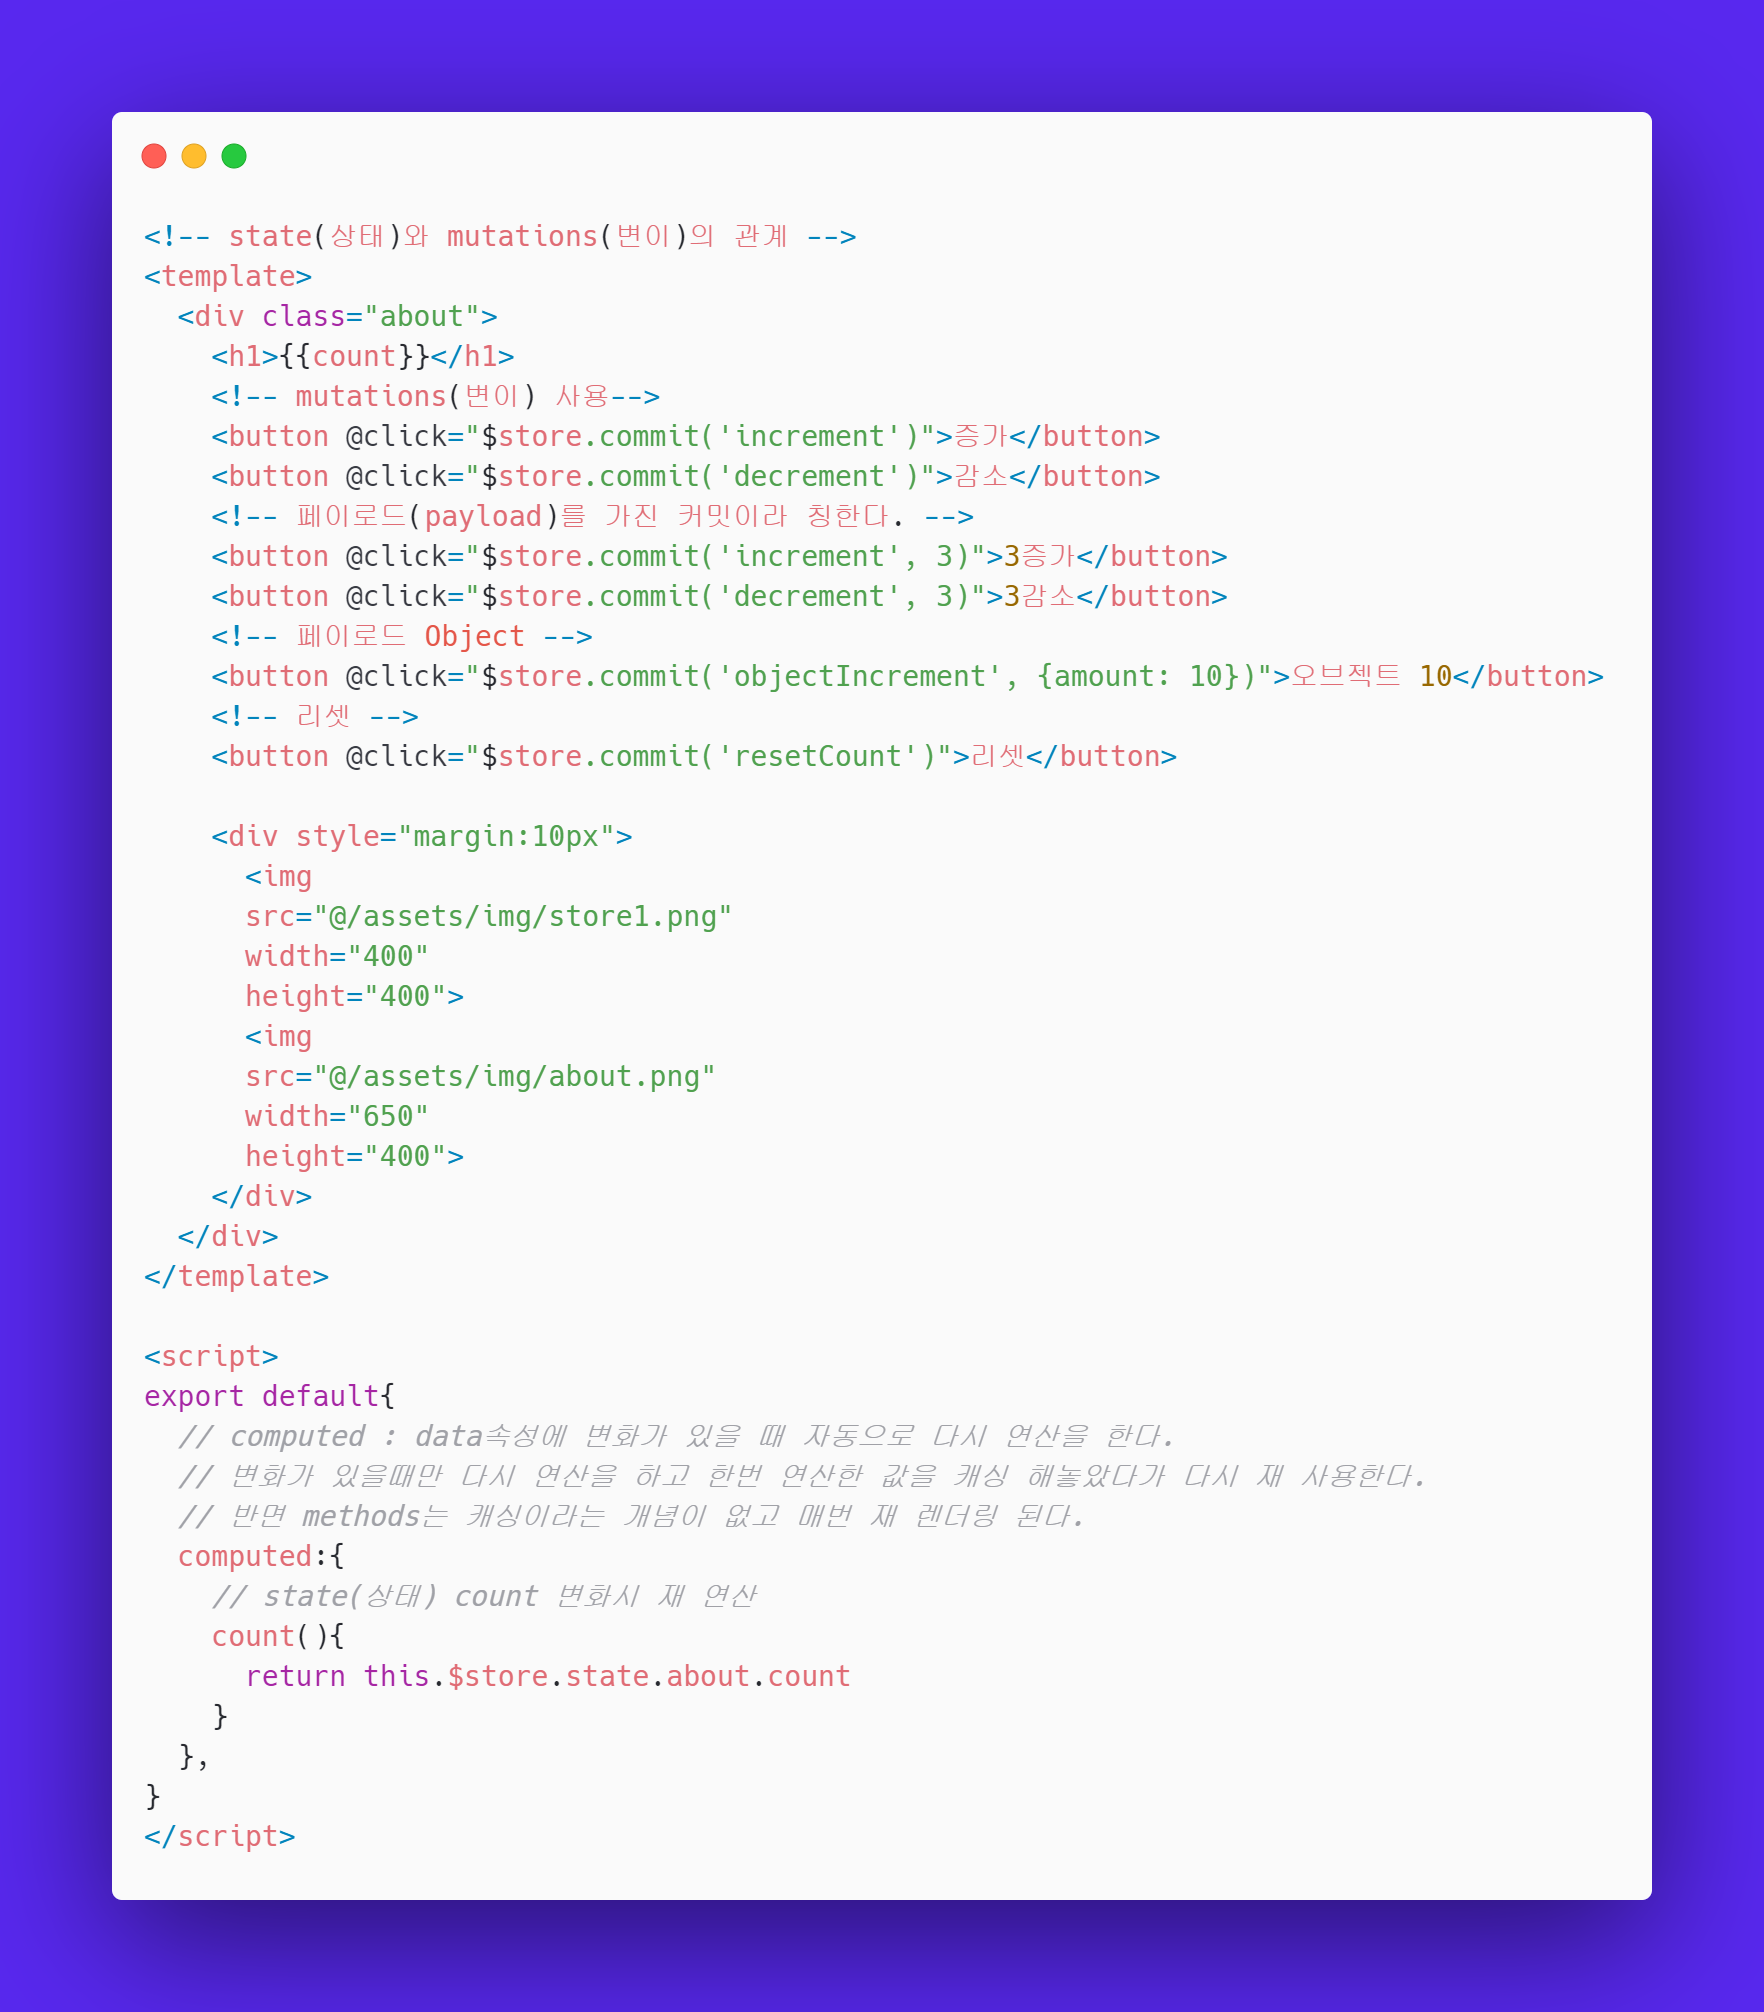 <!-- state(상태)와 mutations(변이)의 관계 -->
<template>
  <div class="about">
    <h1>{{count}}</h1>
    <!-- mutations(변이) 사용-->
    <button @click="$store.commit('increment')">증가</button>
    <button @click="$store.commit('decrement')">감소</button>
    <!-- 페이로드(payload)를 가진 커밋이라 칭한다. -->
    <button @click="$store.commit('increment', 3)">3증가</button>
    <button @click="$store.commit('decrement', 3)">3감소</button>
    <!-- 페이로드 Object -->
    <button @click="$store.commit('objectIncrement', {amount: 10})">오브젝트 10</button>
    <!-- 리셋 -->
    <button @click="$store.commit('resetCount')">리셋</button>

    <div style="margin:10px">
      <img
      src="@/assets/img/store1.png"
      width="400"
      height="400">
      <img
      src="@/assets/img/about.png"
      width="650"
      height="400">
    </div>
  </div>
</template>

<script>
export default{
  // computed : data속성에 변화가 있을 때 자동으로 다시 연산을 한다.
  // 변화가 있을때만 다시 연산을 하고 한번 연산한 값을 캐싱 해놓았다가 다시 재 사용한다.
  // 반면 methods는 캐싱이라는 개념이 없고 매번 재 렌더링 된다.
  computed:{
    // state(상태) count 변화시 재 연산
    count(){
      return this.$store.state.about.count
    }
  },
}
</script>